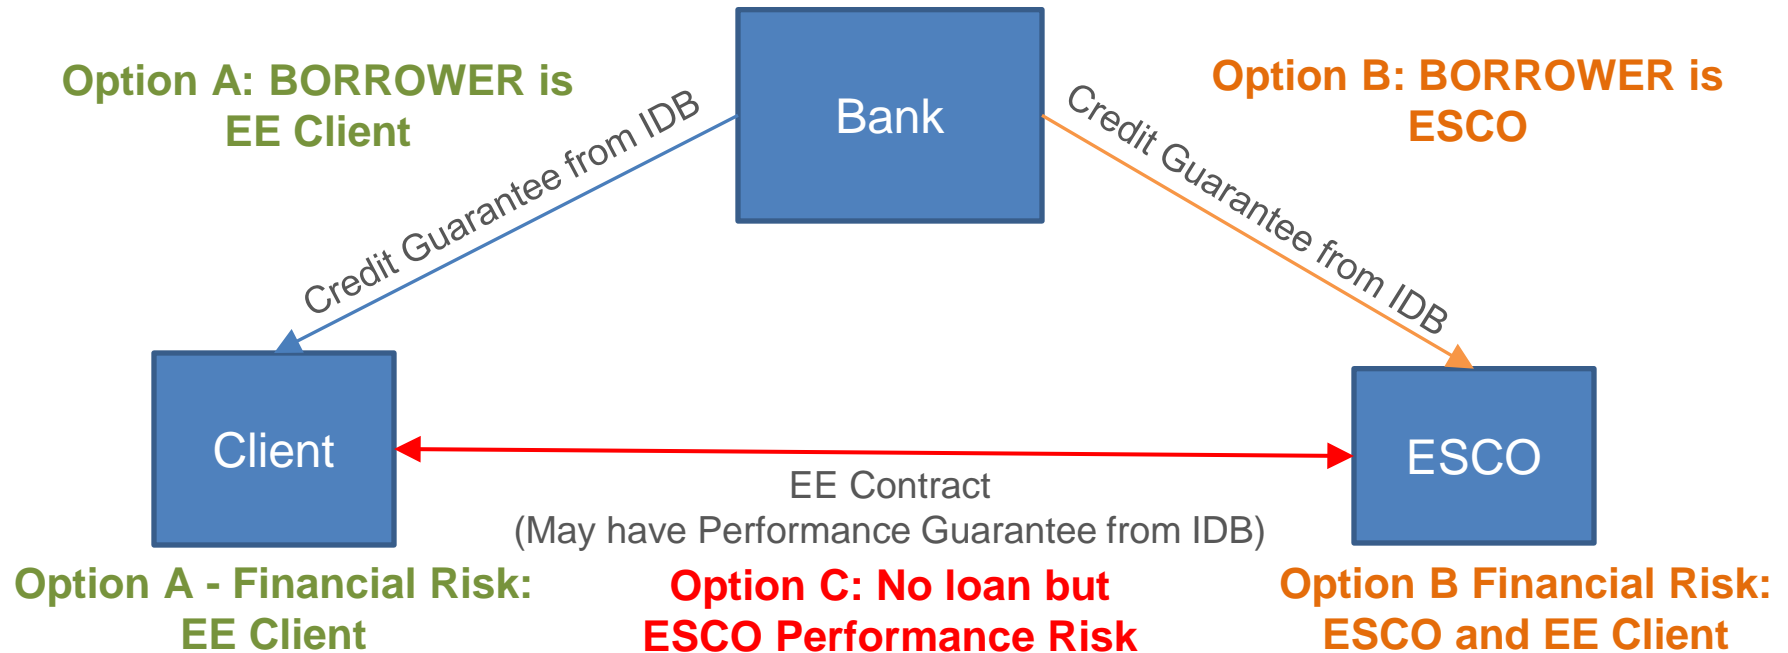 Option A: BORROWER is
EE Client
Credit Guarantee from IDB
Bank
Credit Guarantee from IDB
Option B: BORROWER is
ESCO
Client
EE Contract
(May have Performance Guarantee from IDB)
ESCO
Option A - Financial Risk:
EE Client
Option C: No loan but
ESCO Performance Risk
Option B Financial Risk:
ESCO and EE Client